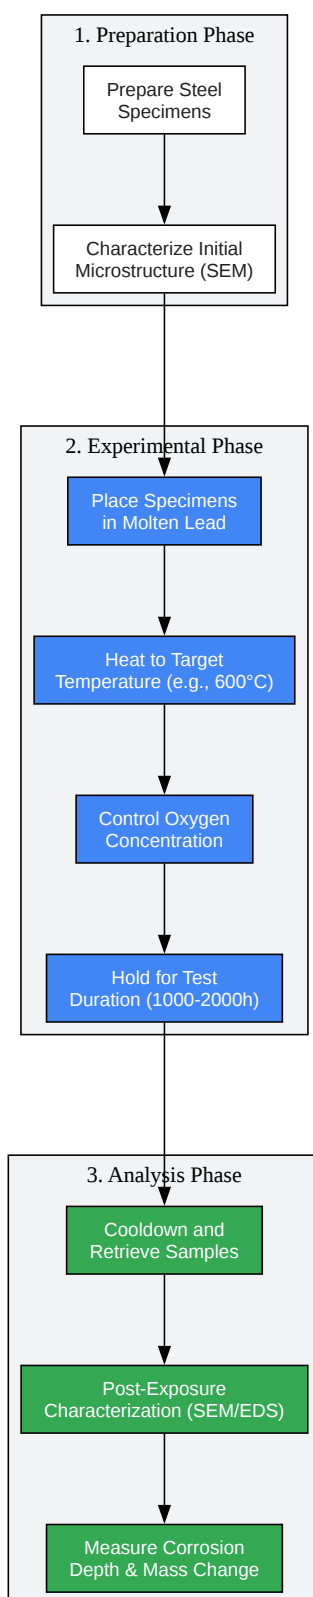 1. Preparation Phase
Prepare Steel
Specimens
Characterize Initial
Microstructure (SEM)
2. Experimental Phase
Place Specimens
in Molten Lead
Heat to Target
Temperature (e.g., 600°C)
Control Oxygen
Concentration
Hold for Test
Duration (1000-2000h)
3. Analysis Phase
Cooldown and
Retrieve Samples
Post-Exposure
Characterization (SEM/EDS)
Measure Corrosion
Depth & Mass Change